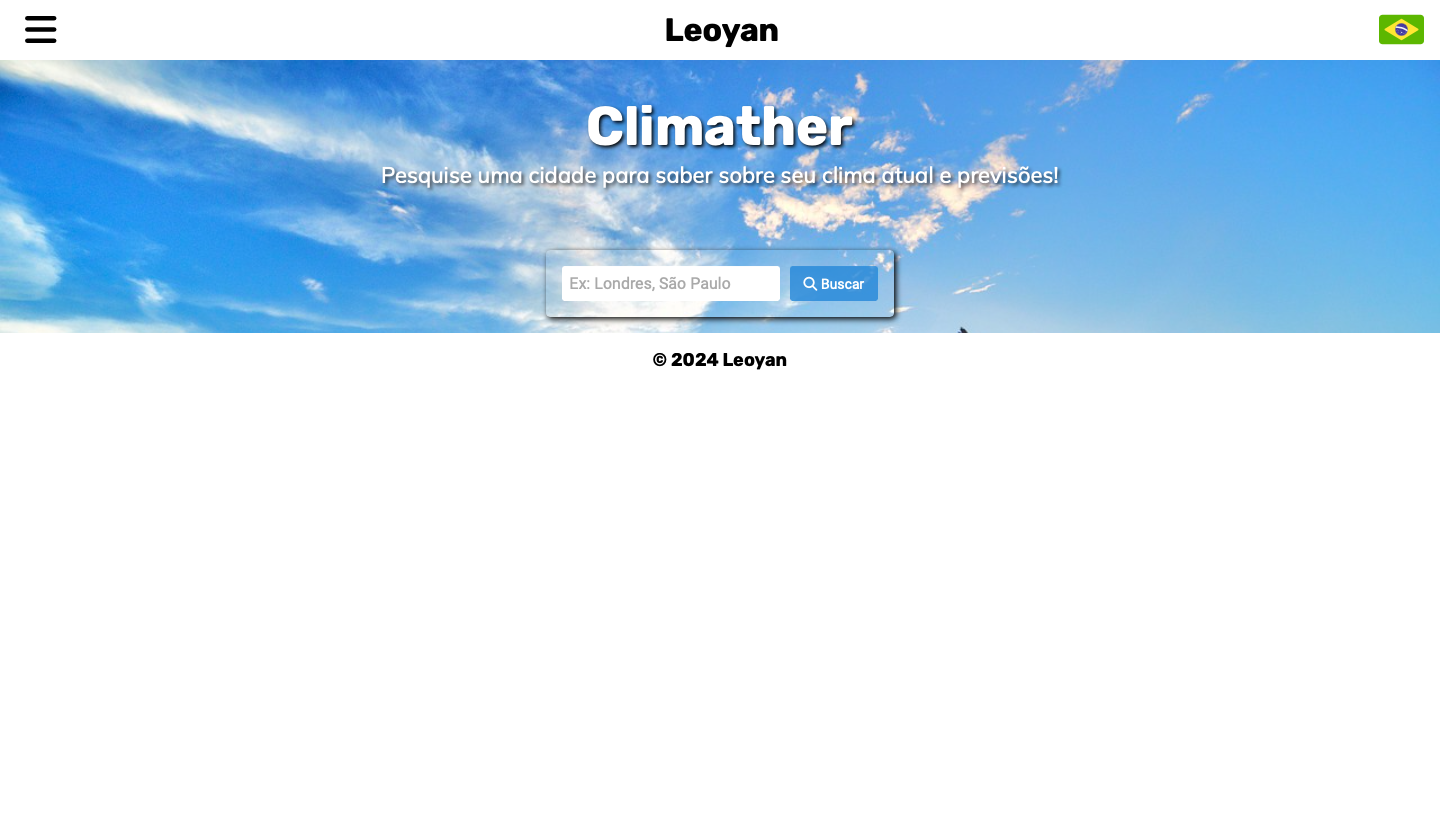 Leoyan
Climather
Pesquise uma cidade para saber sobre seu clima atual e previsões!
Ex: Londres, São Paulo
Buscar
© 2024 Leoyan